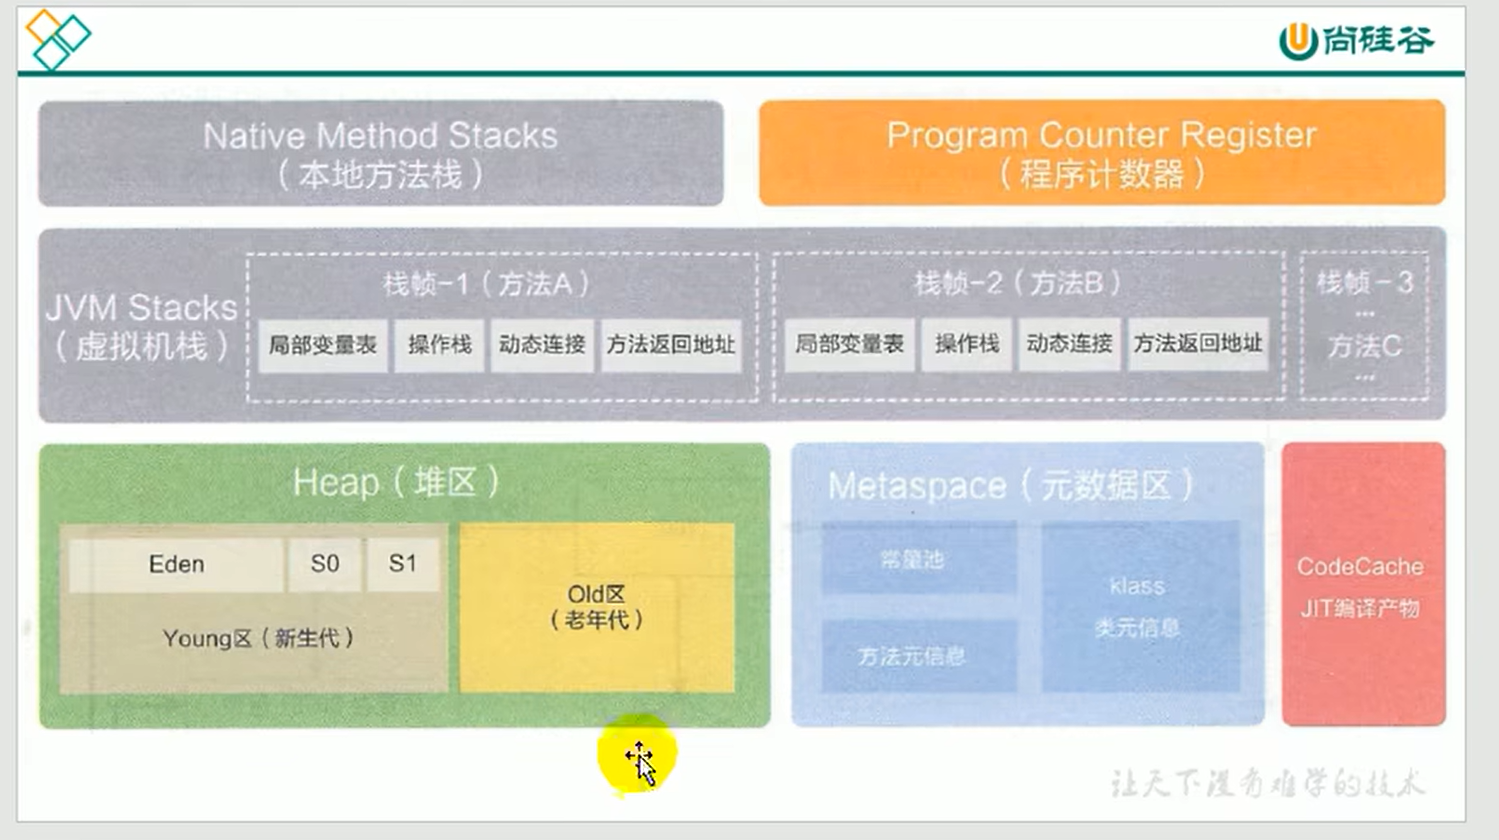 尚硅谷
Native Method Stacks
（本地方法栈）
Program Counter Register
（程序计数器）
JVM Stacks
（虚拟机栈）
栈帧-1（方法A）
局部变量表 操作栈 动态连接 方法返回地址
栈帧-2（方法B）
局部变量表 操作栈 动态连接 方法返回地址
栈帧-3
...
方法C
...
Heap（堆区）
Eden S0 S1
Young区（新生代）
Old区
（老年代）
Metaspace（元数据区）
常量池
方法元信息
klass
类元信息
CodeCache
JIT编译产物
让天下没有难学的技术